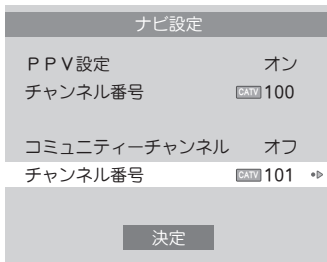 ナビ設定
ＰＰＶ設定 オン
チャンネル番号 CATV 100
コミュニティーチャンネル オフ
チャンネル番号 CATV 101
決定